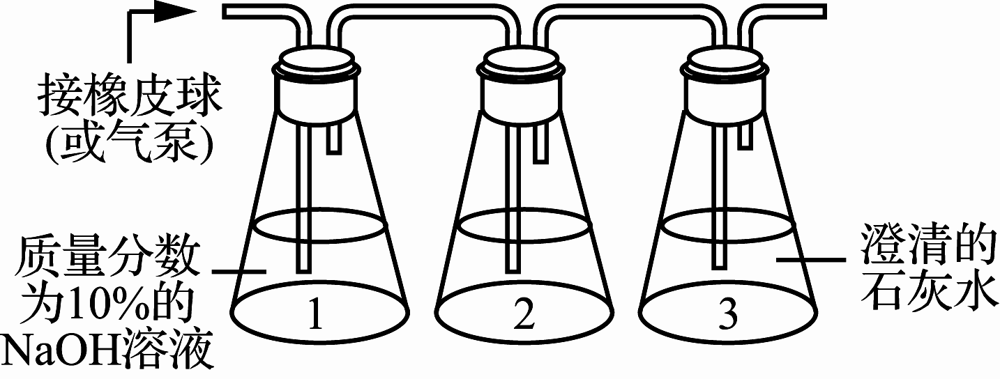 接橡皮球
(或气泵)
质量分数
为10%的
NaOH溶液
1
2
3
澄清的
石灰水